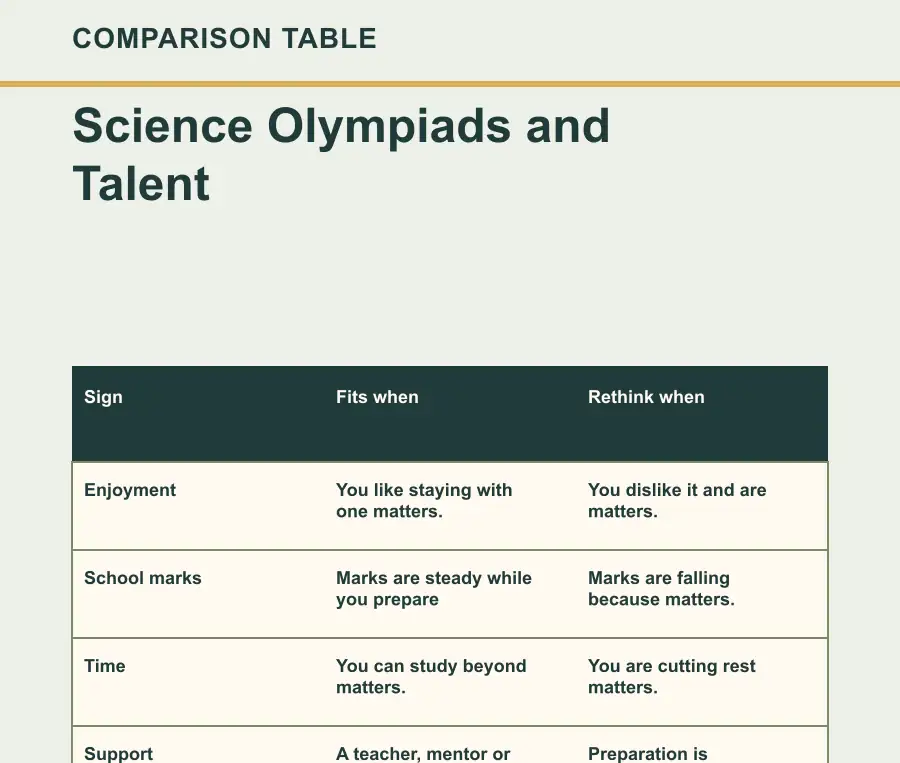 COMPARISON TABLE
Science Olympiads and
Talent
Sign
Fits when
Rethink when
Enjoyment
You like staying with
one matters.
You dislike it and are
matters.
School marks
Marks are steady while
you prepare
Marks are falling
because matters.
Time
You can study beyond
matters.
You are cutting rest
matters.
Support
A teacher, mentor or
Preparation is